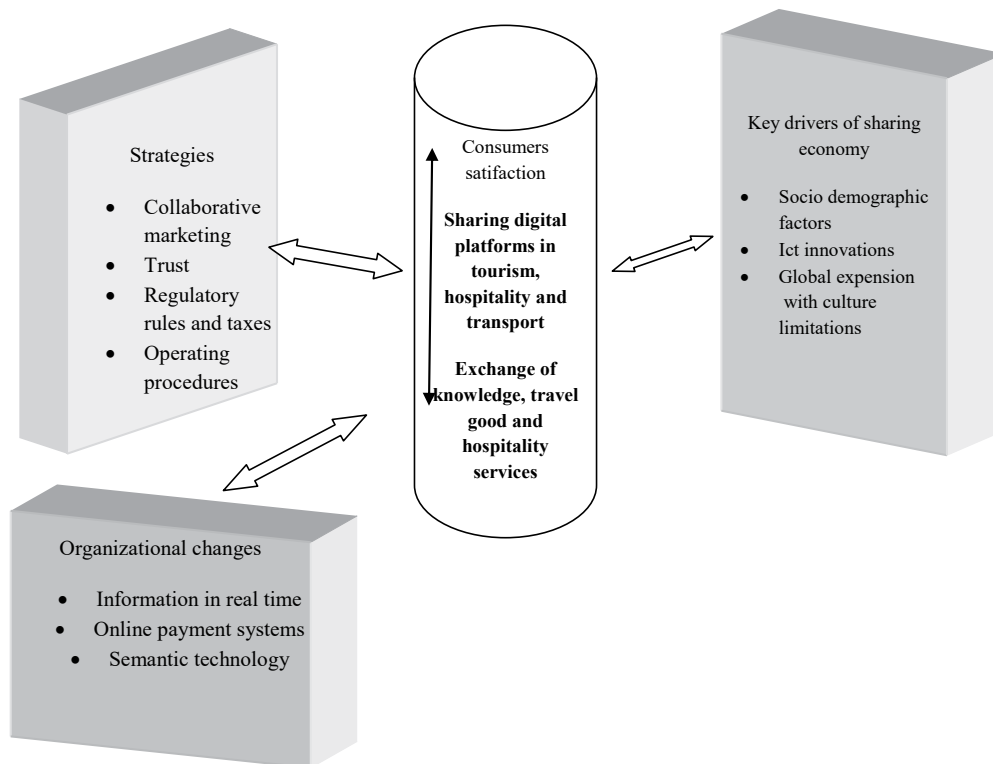 Strategies
• Collaborative
marketing
• Trust
• Regulatory
rules and taxes
• Operating
procedures
Consumers
satifaction
Sharing digital
platforms in
tourism,
hospitality and
transport
Exchange of
knowledge, travel
good and
hospitality
services
Key drivers of sharing
economy
• Socio demographic
factors
• Ict innovations
• Global expension
with culture
limitations
Organizational changes
• Information in real time
• Online payment systems
• Semantic technology